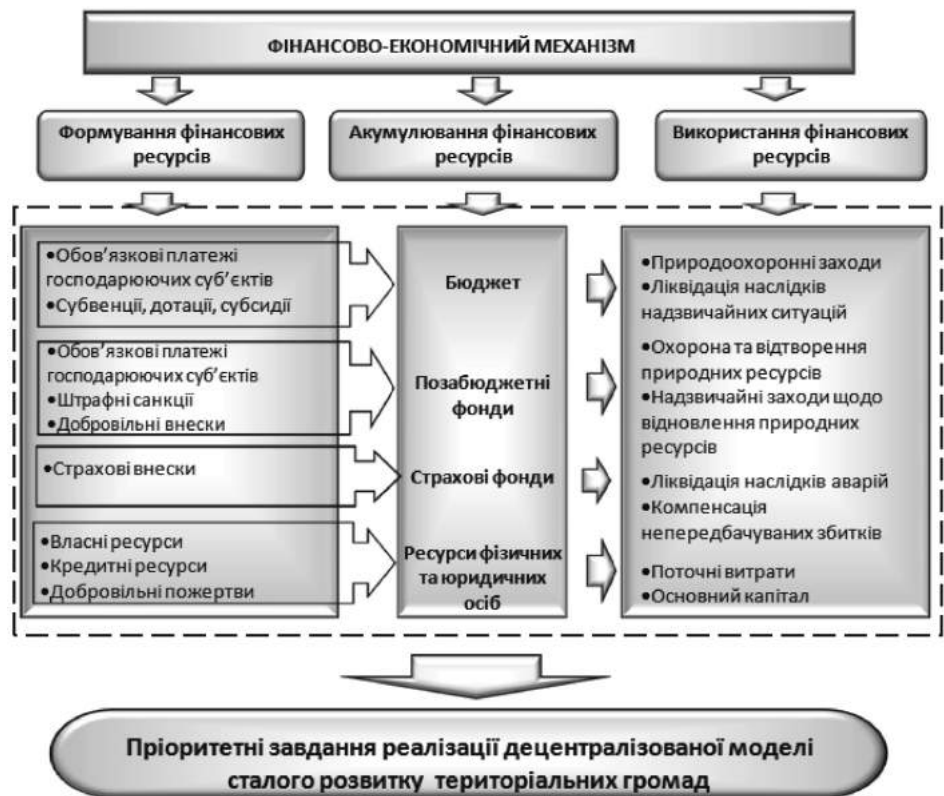 ФІНАНСОВО-ЕКОНОМІЧНИЙ МЕХАНІЗМ
Формування фінансових
ресурсів
Акумулювання фінансових
ресурсів
Використання фінансових
ресурсів
•Обов’язкові платежі
господарюючих суб’єктів
•Субвенції, дотації, субсидії
•Обов’язкові платежі
господарюючих суб’єктів
•Штрафні санкції
•Добровільні внески
•Страхові внески
•Власні ресурси
•Кредитні ресурси
•Добровільні пожертви
Бюджет
Позабюджетні
фонди
Страхові фонди
Ресурси фізичних
та юридичних
осіб
•Природоохоронні заходи
•Ліквідація наслідків
надзвичайних ситуацій
•Охорона та відтворення
природних ресурсів
•Надзвичайні заходи щодо
відновлення природних
ресурсів
•Ліквідація наслідків аварій
•Компенсація
непередбачуваних збитків
•Поточні витрати
•Основний капітал
Пріоритетні завдання реалізації децентралізованої моделі
сталого розвитку територіальних громад